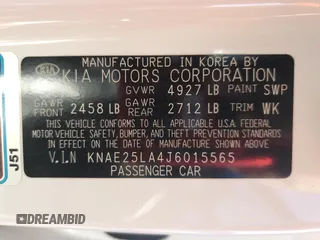 MANUFACTURED IN KOREA BY
KIA KIA MOTORS CORPORATION
GVWR 4927 LB PAINT SWP
GAWR FRONT 2458 LB GAWR REAR 2712 LB TRIM WK
THIS VEHICLE CONFORMS TO ALL APPLICABLE U.S.A. FEDERAL
MOTOR VEHICLE SAFETY, BUMPER, AND THEFT PREVENTION STANDARDS
IN EFFECT ON THE DATE OF MANUFACTURE SHOWN ABOVE.
V.I.N KNAE25LA4J6015565
PASSENGER CAR
J51
DREAMBID